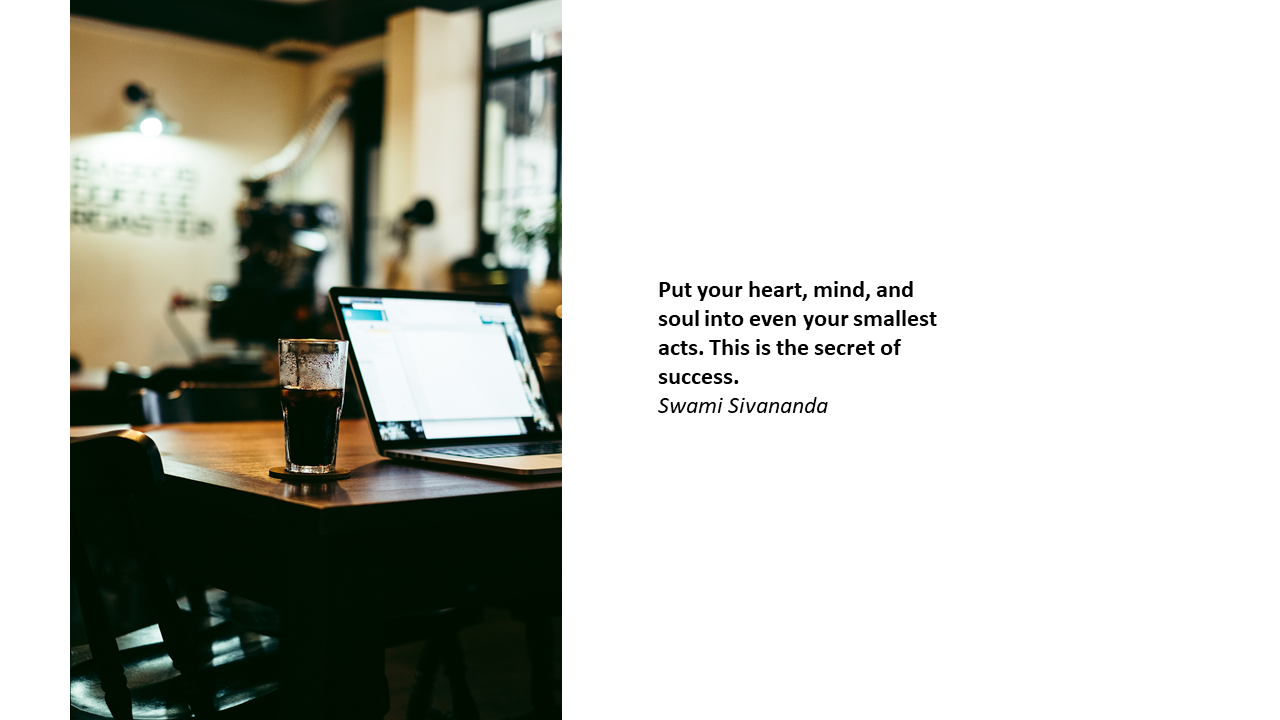 COFFEE
ROASTER
Put your heart, mind, and
soul into even your smallest
acts. This is the secret of
success.
Swami Sivananda